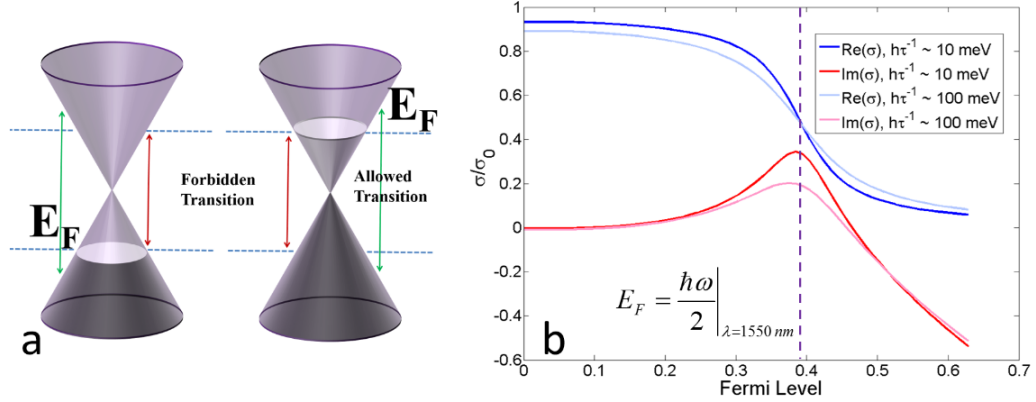 a
E_F
E_F
Forbidden
Transition
Allowed
Transition
σ/σ₀
1
0.8
0.6
0.4
0.2
0
-0.2
-0.4
-0.6
Re(σ), hτ⁻¹ ~ 10 meV
Im(σ), hτ⁻¹ ~ 10 meV
Re(σ), hτ⁻¹ ~ 100 meV
Im(σ), hτ⁻¹ ~ 100 meV
E_F = ħω/2 |λ=1550 nm
b
0 0.1 0.2 0.3 0.4 0.5 0.6 0.7
Fermi Level